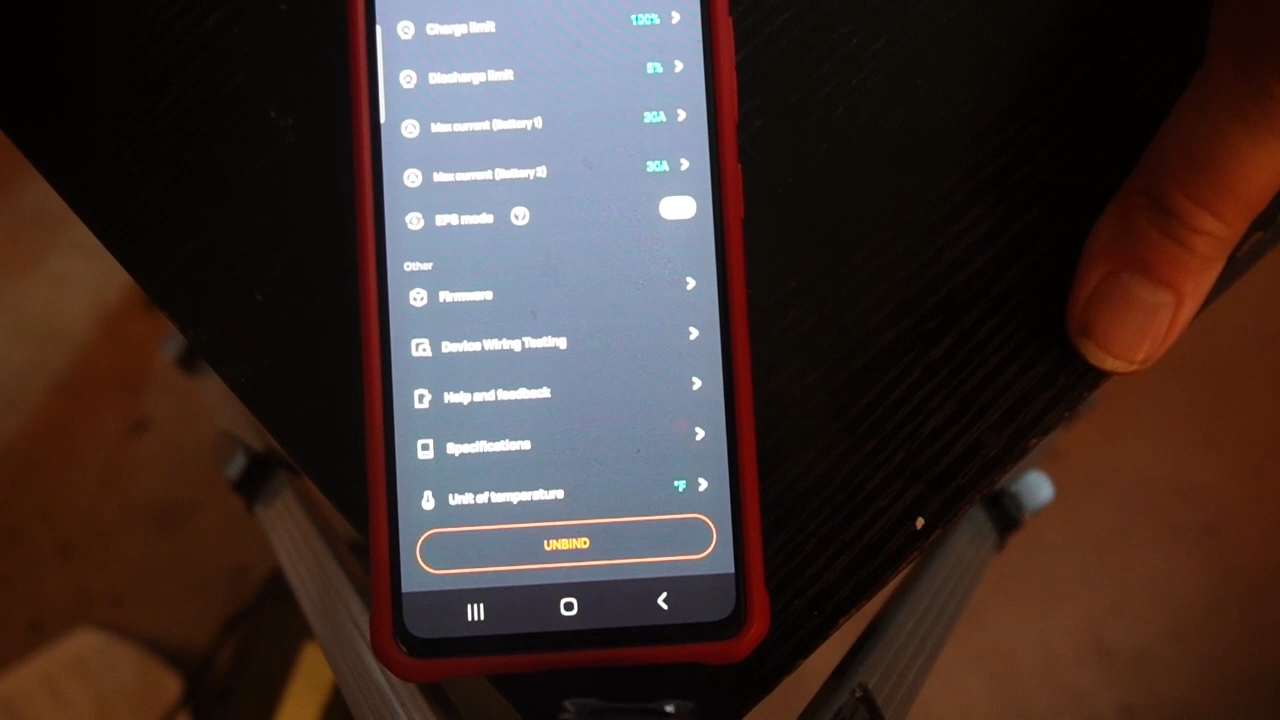 Charge limit 100%
Discharge limit 5%
Max current (Battery 1) 30A
Max current (Battery 2) 30A
EPS mode
Other
Firmware
Device Wiring Testing
Help and feedback
Specifications
Unit of temperature °F
UNBIND